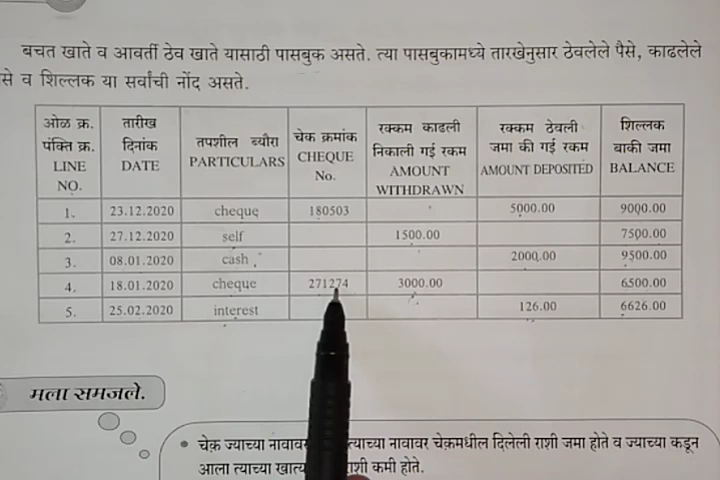 बचत खाते व आवर्ती ठेव खाते यासाठी पासबुक असते. त्या पासबुकामध्ये तारखेनुसार ठेवलेले पैसे, काढलेले
से व शिल्लक या सर्वांची नोंद असते.
ओळ क्र. पंक्ति क्र. LINE NO. तारीख दिनांक DATE तपशील ब्यौरा PARTICULARS चेक क्रमांक CHEQUE No. रक्कम काढली निकाली गई रकम AMOUNT WITHDRAWN रक्कम ठेवली जमा की गई रकम AMOUNT DEPOSITED शिल्लक बाकी जमा BALANCE
1. 23.12.2020 cheque 180503 5000.00 9000.00
2. 27.12.2020 self 1500.00 7500.00
3. 08.01.2020 cash 2000.00 9500.00
4. 18.01.2020 cheque 271274 3000.00 6500.00
5. 25.02.2020 interest 126.00 6626.00
मला समजले.
• चेक़ ज्याच्या नावावर त्याच्या नावावर चेक़मधील दिलेली राशी जमा होते व ज्याच्या कडून
आला त्याच्या राशी कमी होते.